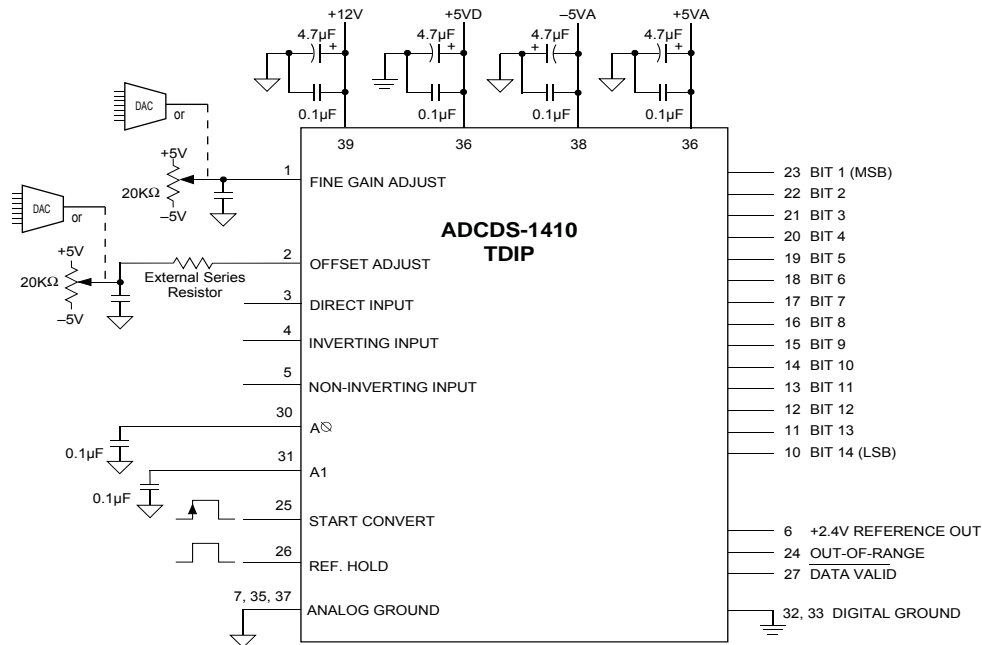 +12V +5VD –5VA +5VA
4.7µF + 4.7µF + 4.7µF + 4.7µF +
0.1µF 0.1µF 0.1µF 0.1µF
39 36 38 36
DAC or
+5V
20KΩ
–5V
1 FINE GAIN ADJUST
DAC or
+5V
20KΩ
–5V
External Series
Resistor
2 OFFSET ADJUST
3 DIRECT INPUT
4 INVERTING INPUT
5 NON-INVERTING INPUT
30 A∅
0.1µF
31 A1
0.1µF
25 START CONVERT
26 REF. HOLD
7, 35, 37 ANALOG GROUND
ADCDS-1410
TDIP
23 BIT 1 (MSB)
22 BIT 2
21 BIT 3
20 BIT 4
19 BIT 5
18 BIT 6
17 BIT 7
16 BIT 8
15 BIT 9
14 BIT 10
13 BIT 11
12 BIT 12
11 BIT 13
10 BIT 14 (LSB)
6 +2.4V REFERENCE OUT
24 OUT-OF-RANGE
27 DATA VALID
32, 33 DIGITAL GROUND